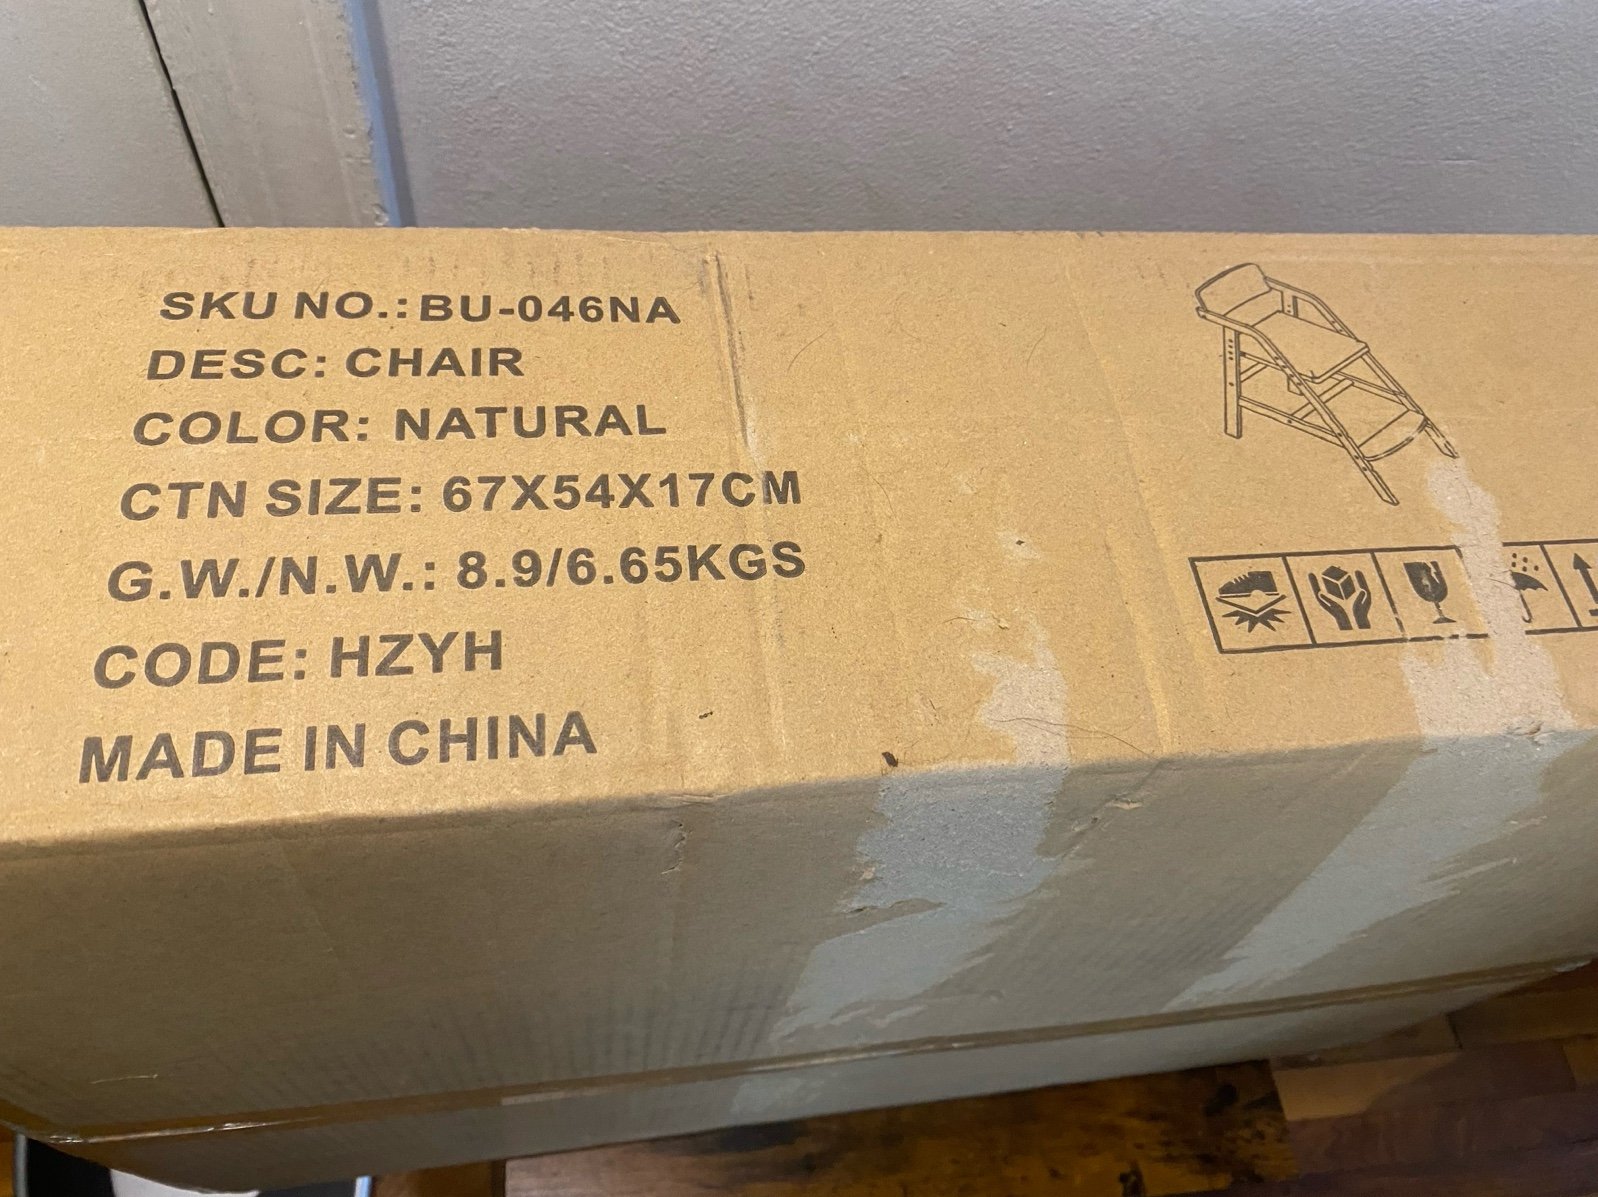 SKU NO.: BU-046NA
DESC: CHAIR
COLOR: NATURAL
CTN SIZE: 67X54X17CM
G.W./N.W.: 8.9/6.65KGS
CODE: HZYH
MADE IN CHINA